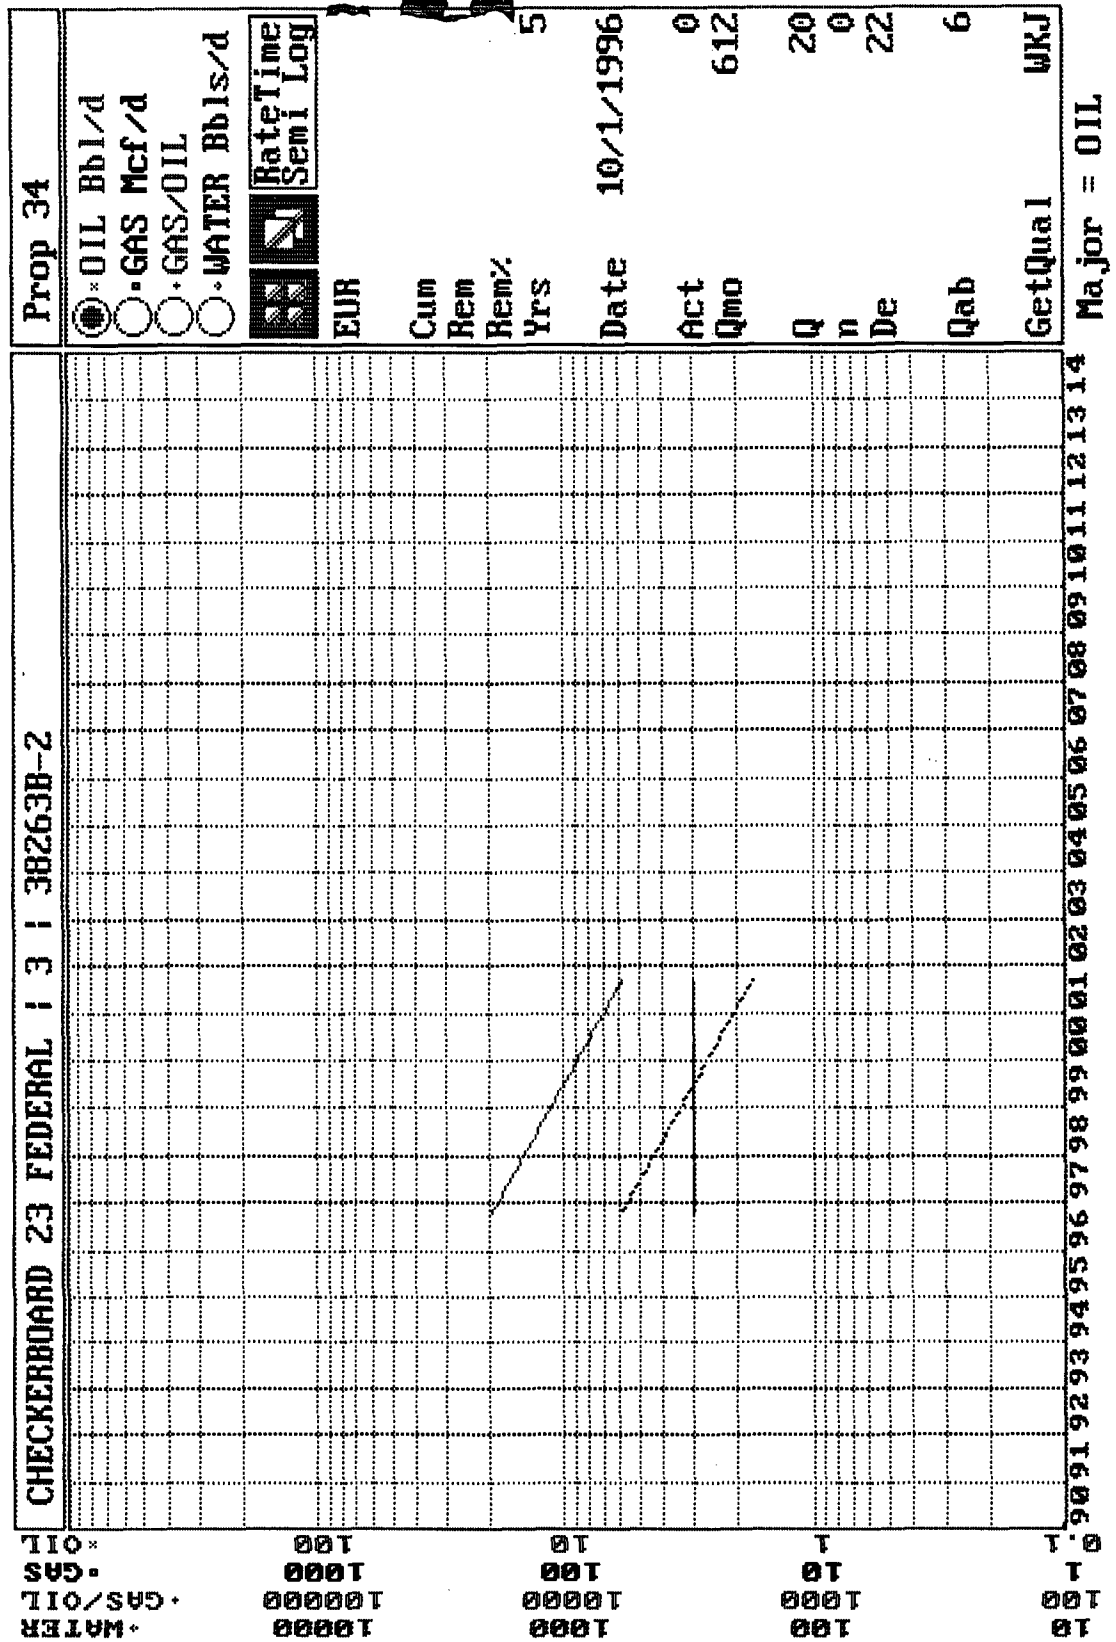 CHECKERBOARD 23 FEDERAL | 3 | 3B263B-2
Prop 34
× OIL Bbl/d
▪ GAS Mcf/d
+ GAS/OIL
+ WATER Bbls/d
RateTime
Semi Log
EUR
Cum
Rem
Rem%
Yrs 5
Date 10/1/1996
Act 0
Qmo 612
Q 20
n 0
De 22
Qab 6
GetQual WKJ
Major = OIL
+ WATER
+ GAS/OIL
▪ GAS
× OIL
10000 100000 1000 100
1000 10000 100 10
100 1000 10 1
10 100 1 0.1
90 91 92 93 94 95 96 97 98 99 00 01 02 03 04 05 06 07 08 09 10 11 12 13 14